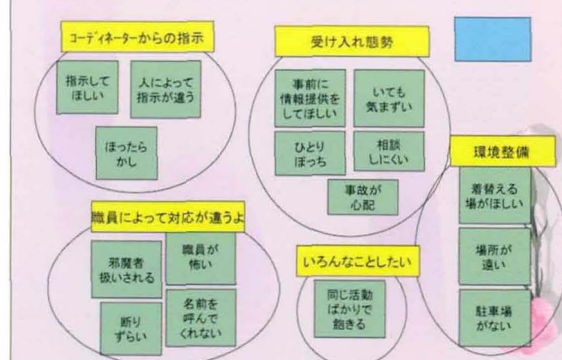 コーディネーターからの指示
指示して
ほしい
人によって
指示が違う
ほったら
かし
受け入れ態勢
事前に
情報提供を
してほしい
いても
気まずい
ひとり
ぼっち
相談
しにくい
事故が
心配
環境整備
着替える
場がほしい
場所が
遠い
駐車場
がない
職員によって対応が違うよ
邪魔者
扱いされる
職員が
怖い
断り
ずらい
名前を
呼んで
くれない
いろんなことしたい
同じ活動
ばかりで
飽きる